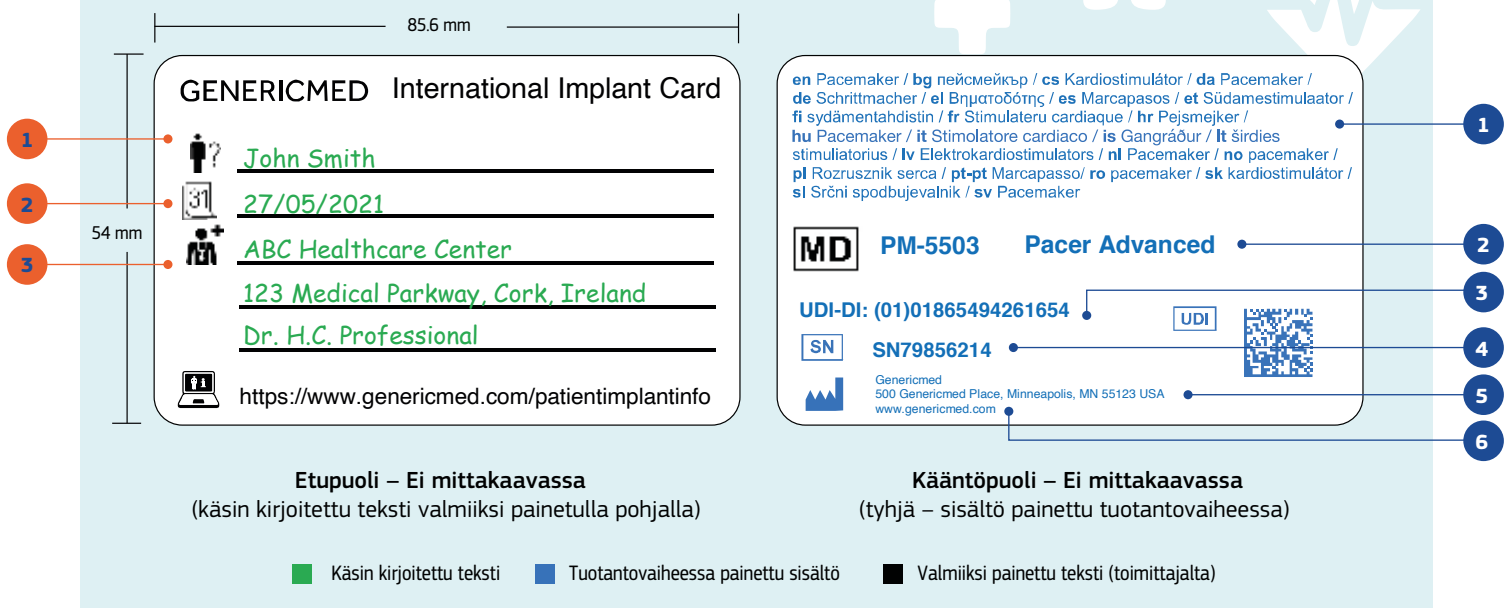 85.6 mm
54 mm
GENERICMED International Implant Card
1
John Smith
2
31
27/05/2021
3
ABC Healthcare Center
123 Medical Parkway, Cork, Ireland
Dr. H.C. Professional
https://www.genericmed.com/patientimplantinfo
en Pacemaker / bg пейсмейкър / cs Kardiostimulátor / da Pacemaker /
de Schrittmacher / el Βηματοδότης / es Marcapasos / et Südamestimulaator /
fi sydämentahdistin / fr Stimulateru cardiaque / hr Pejsmejker /
hu Pacemaker / it Stimolatore cardiaco / is Gangráður / lt širdies
stimuliatorius / lv Elektrokardiostimulators / nl Pacemaker / no pacemaker /
pl Rozrusznik serca / pt-pt Marcapasso/ ro pacemaker / sk kardiostimulátor /
sl Srčni spodbujevalnik / sv Pacemaker
1
MD PM-5503 Pacer Advanced
2
UDI-DI: (01)01865494261654
3
UDI
SN SN79856214
4
Genericmed
500 Genericmed Place, Minneapolis, MN 55123 USA
5
www.genericmed.com
6
Etupuoli – Ei mittakaavassa
(käsin kirjoitettu teksti valmiiksi painetulla pohjalla)
Kääntöpuoli – Ei mittakaavassa
(tyhjä – sisältö painettu tuotantovaiheessa)
Käsin kirjoitettu teksti
Tuotantovaiheessa painettu sisältö
Valmiiksi painettu teksti (toimittajalta)